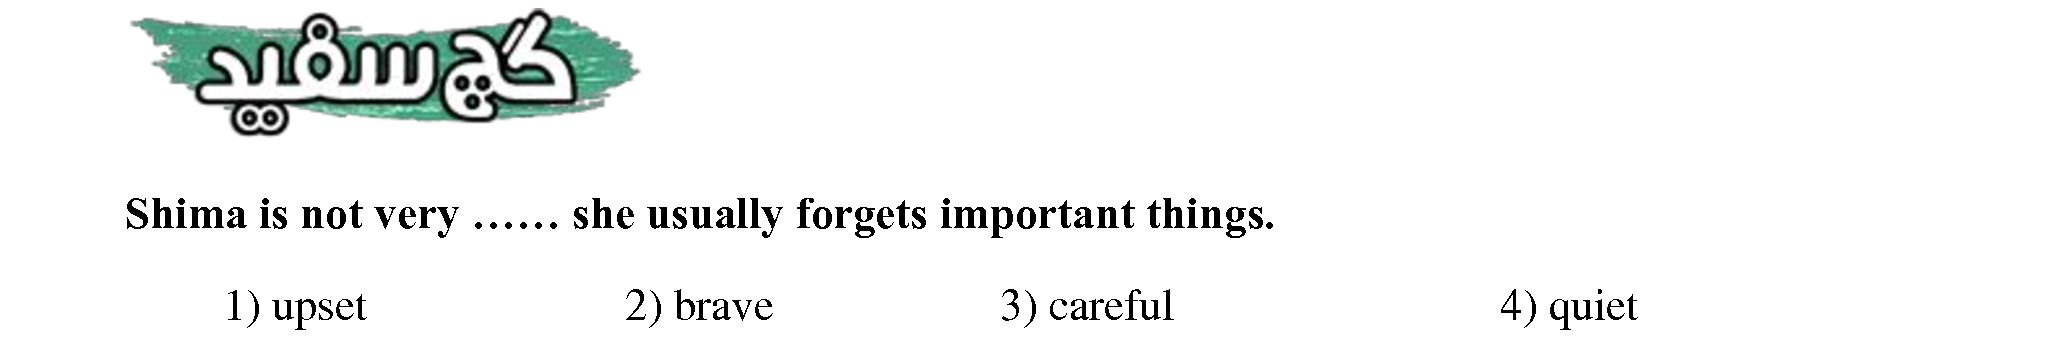 گچ سفید
Shima is not very …… she usually forgets important things.
1) upset 2) brave 3) careful 4) quiet